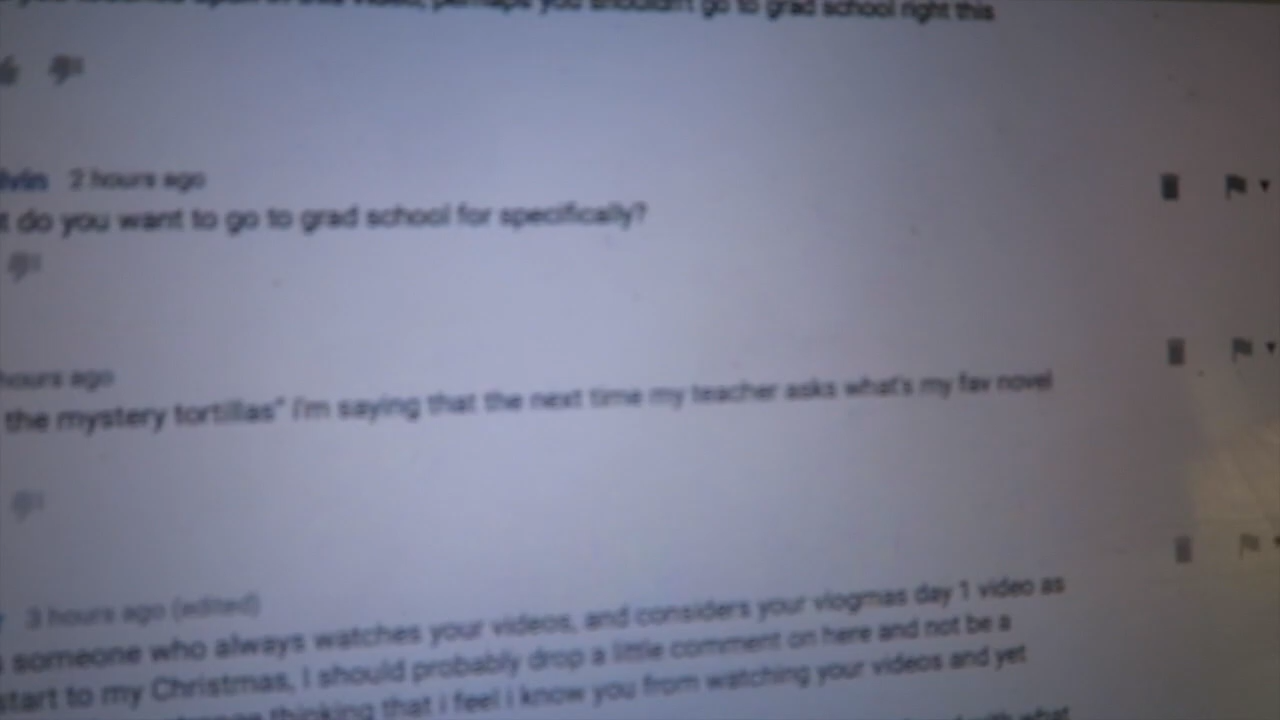 go to grad school right this
2 hours ago
do you want to go to grad school for specifically?
hours ago
the mystery tortillas" i'm saying that the next time my teacher asks what's my fav novel
3 hours ago (edited)
someone who always watches your videos, and considers your vlogmas day 1 video as
start to my Christmas, I should probably drop a little comment on here and not be a
thinking that i feel i know you from watching your videos and yet